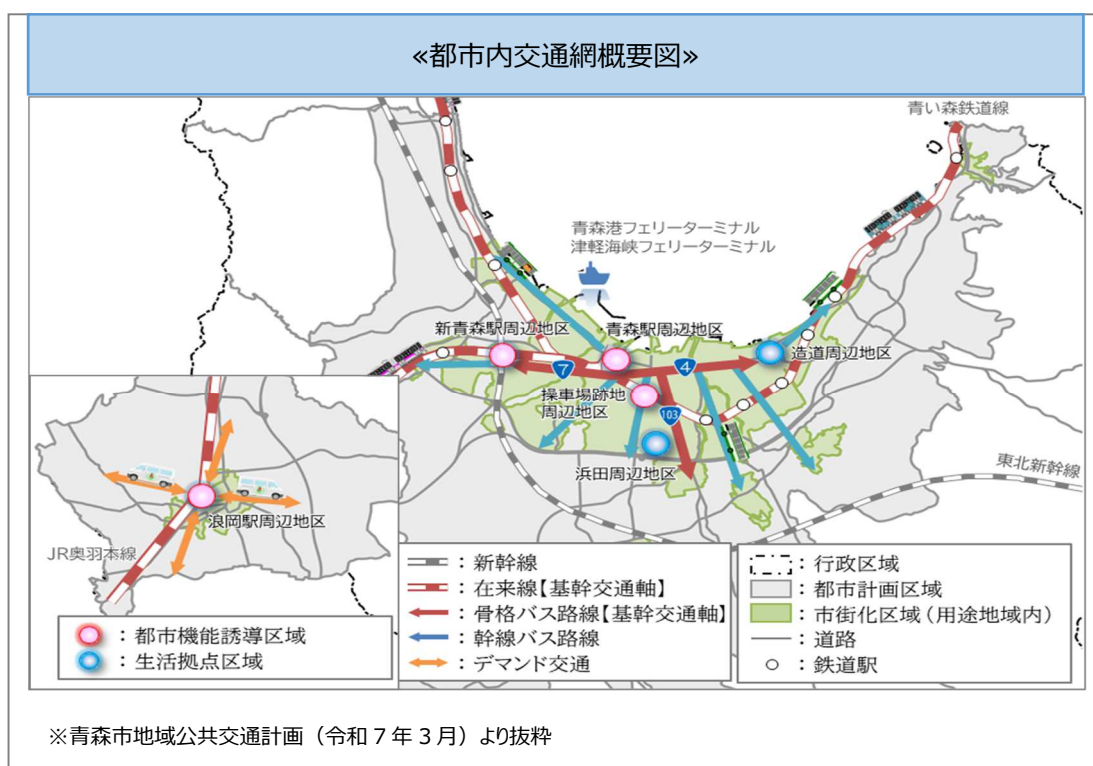 ≪都市内交通網概要図≫
青い森鉄道線
青森港フェリーターミナル
津軽海峡フェリーターミナル
新青森駅周辺地区
青森駅周辺地区
造道周辺地区
7
4
操車場跡地
周辺地区
103
浜田周辺地区
東北新幹線
浪岡駅周辺地区
JR奥羽本線
：都市機能誘導区域
：生活拠点区域
：新幹線
：在来線【基幹交通軸】
：骨格バス路線【基幹交通軸】
：幹線バス路線
：デマンド交通
：行政区域
：都市計画区域
：市街化区域（用途地域内）
：道路
：鉄道駅
※青森市地域公共交通計画（令和７年３月）より抜粋